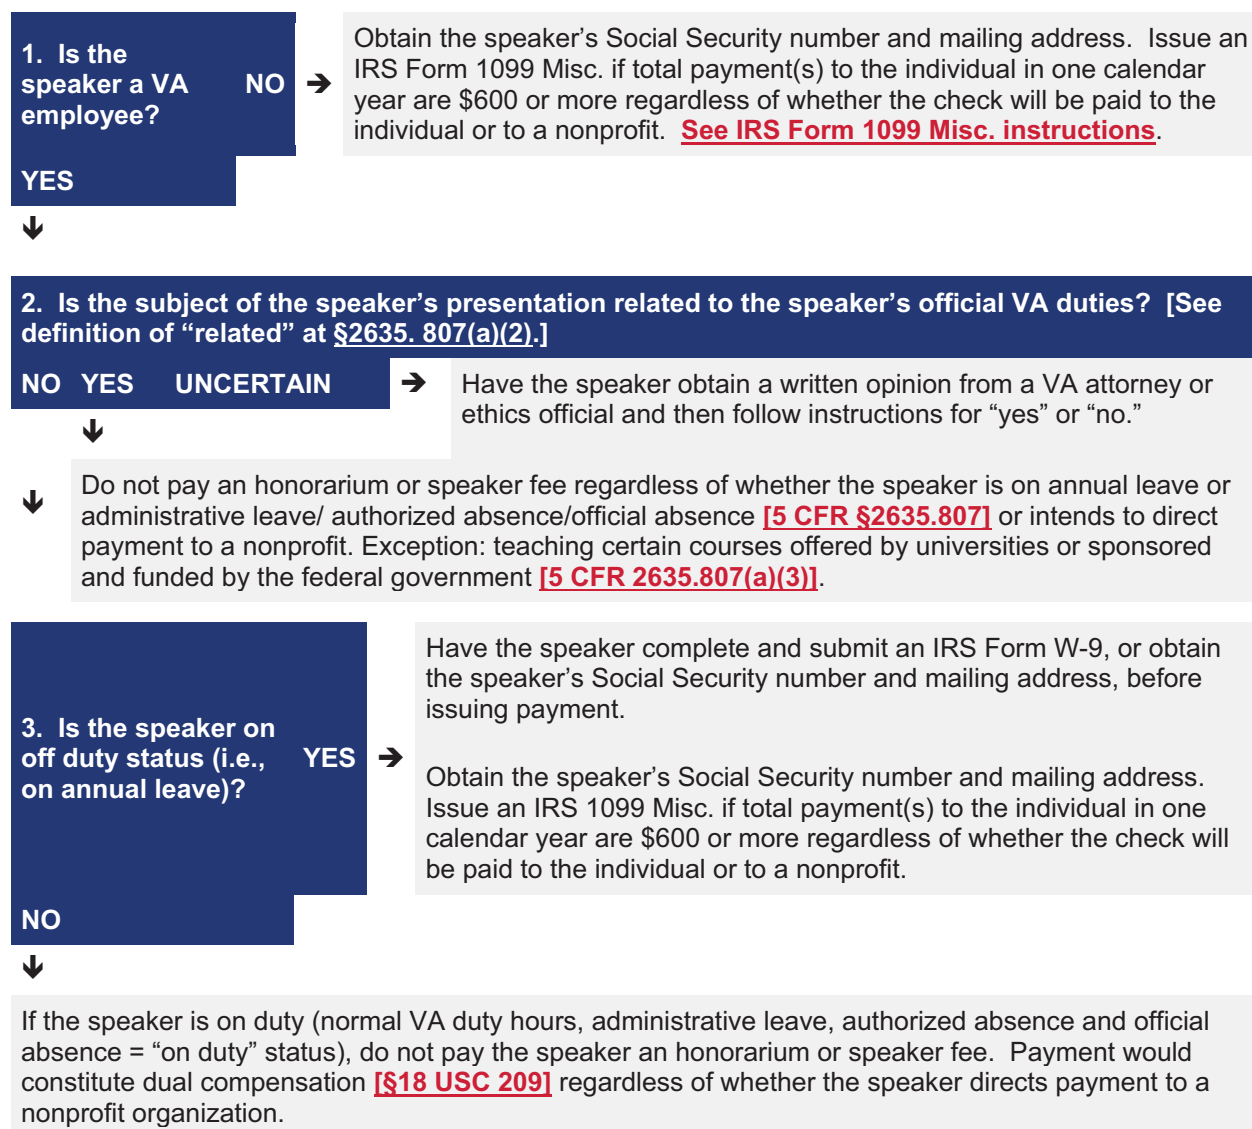 1.  Is the
speaker a VA NO ➔
employee?
Obtain the speaker’s Social Security number and mailing address.  Issue an
IRS Form 1099 Misc. if total payment(s) to the individual in one calendar
year are $600 or more regardless of whether the check will be paid to the
individual or to a nonprofit.  See IRS Form 1099 Misc. instructions.
YES
🡻
2.  Is the subject of the speaker’s presentation related to the speaker’s official VA duties?  [See
definition of “related” at §2635. 807(a)(2).]
NO YES UNCERTAIN ➔
Have the speaker obtain a written opinion from a VA attorney or
ethics official and then follow instructions for “yes” or “no.”
🡻
🡻
Do not pay an honorarium or speaker fee regardless of whether the speaker is on annual leave or
administrative leave/ authorized absence/official absence [5 CFR §2635.807] or intends to direct
payment to a nonprofit. Exception: teaching certain courses offered by universities or sponsored
and funded by the federal government [5 CFR 2635.807(a)(3)].
3.  Is the speaker on
off duty status (i.e., YES ➔
on annual leave)?
Have the speaker complete and submit an IRS Form W-9, or obtain
the speaker’s Social Security number and mailing address, before
issuing payment.
Obtain the speaker’s Social Security number and mailing address.
Issue an IRS 1099 Misc. if total payment(s) to the individual in one
calendar year are $600 or more regardless of whether the check will
be paid to the individual or to a nonprofit.
NO
🡻
If the speaker is on duty (normal VA duty hours, administrative leave, authorized absence and official
absence = “on duty” status), do not pay the speaker an honorarium or speaker fee.  Payment would
constitute dual compensation [§18 USC 209] regardless of whether the speaker directs payment to a
nonprofit organization.